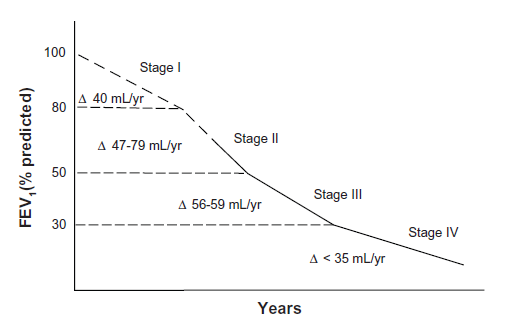 FEV1 (% predicted)
100
Stage I
80
Δ 40 mL/yr
Δ 47-79 mL/yr
Stage II
50
Δ 56-59 mL/yr
Stage III
30
Stage IV
Δ < 35 mL/yr
Years